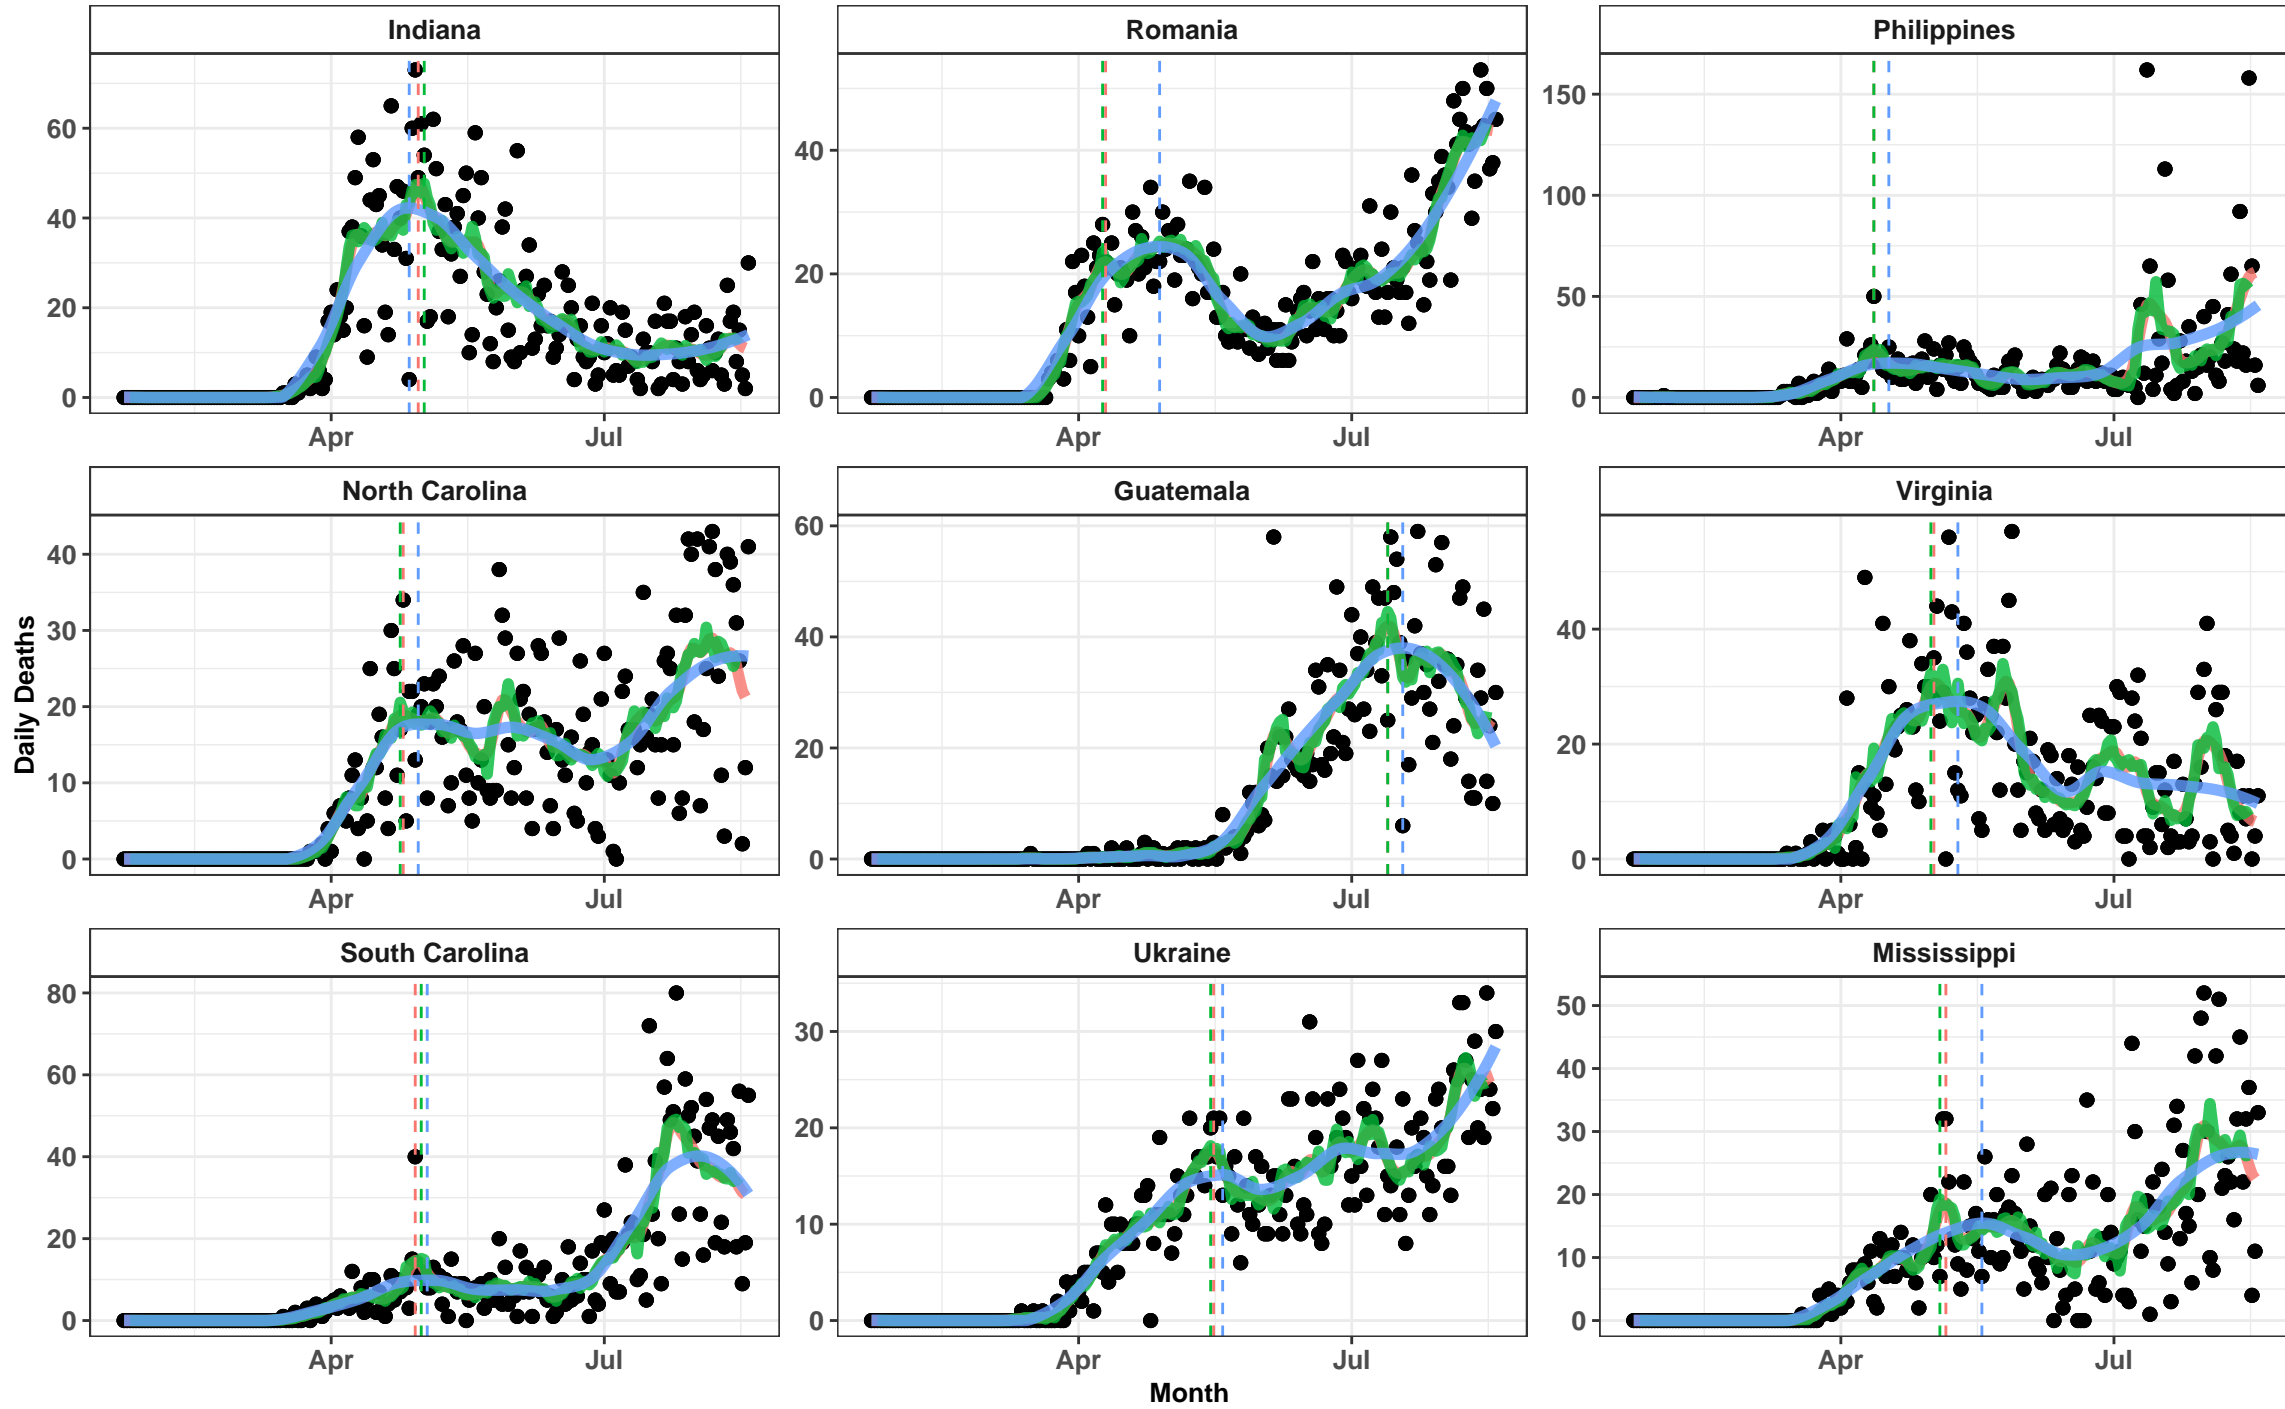 Indiana
Romania
Philippines
60
40
20
0
40
20
0
150
100
50
0
Apr
Jul
Apr
Jul
Apr
Jul
North Carolina
Guatemala
Virginia
40
30
20
10
0
60
40
20
0
40
20
0
Apr
Jul
Apr
Jul
Apr
Jul
Daily Deaths
South Carolina
Ukraine
Mississippi
80
60
40
20
0
30
20
10
0
50
40
30
20
10
0
Apr
Jul
Apr
Jul
Apr
Jul
Month